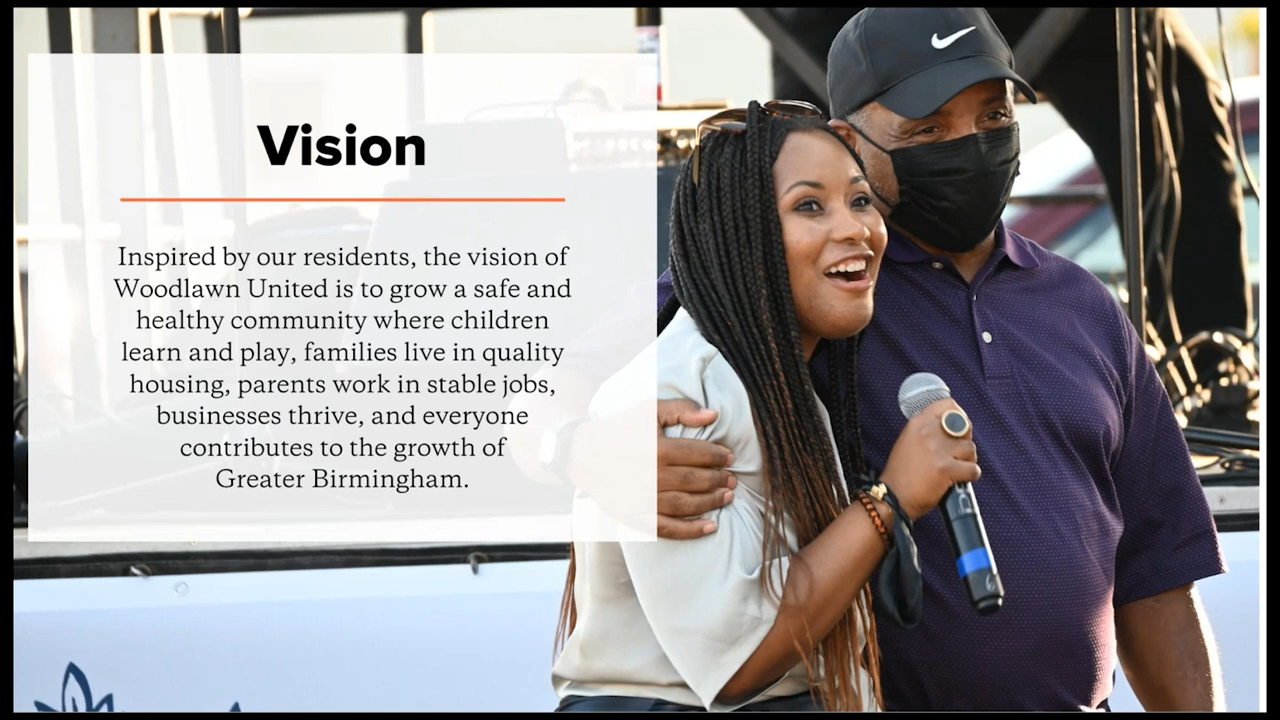 Vision
Inspired by our residents, the vision of
Woodlawn United is to grow a safe and
healthy community where children
learn and play, families live in quality
housing, parents work in stable jobs,
businesses thrive, and everyone
contributes to the growth of
Greater Birmingham.